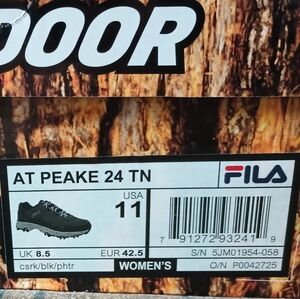 DOOR
AT PEAKE 24 TN
FILA
USA
11
7 91272 93241 9
UK 8.5
EUR 42.5
S/N 5JM01954-058
csrk/blk/phtr
WOMEN'S
O/N P0042725